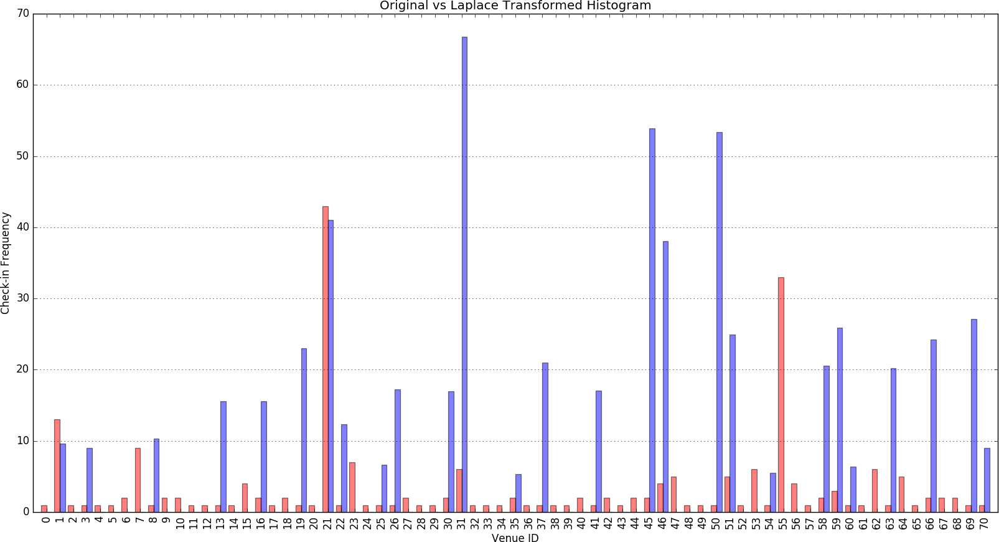 Original vs Laplace Transformed Histogram
70
60
50
40
30
20
10
0
Check-in Frequency
0 1 2 3 4 5 6 7 8 9 10 11 12 13 14 15 16 17 18 19 20 21 22 23 24 25 26 27 28 29 30 31 32 33 34 35 36 37 38 39 40 41 42 43 44 45 46 47 48 49 50 51 52 53 54 55 56 57 58 59 60 61 62 63 64 65 66 67 68 69 70
Venue ID